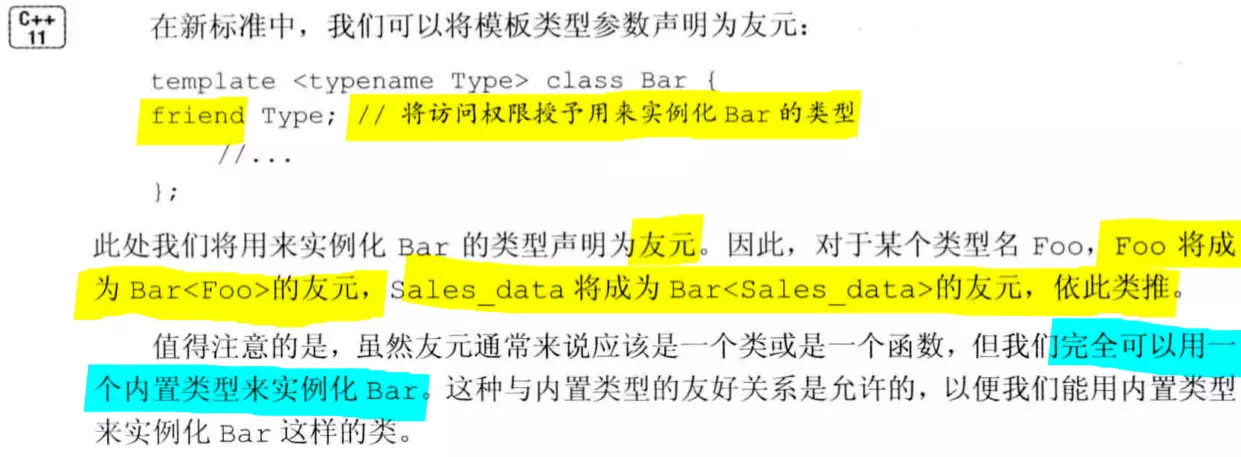 C++
11
在新标准中，我们可以将模板类型参数声明为友元：
template <typename Type> class Bar {
friend Type; // 将访问权限授予用来实例化 Bar 的类型
//...
};
此处我们将用来实例化 Bar 的类型声明为友元。因此，对于某个类型名 Foo，Foo 将成
为 Bar<Foo>的友元，Sales_data 将成为 Bar<Sales_data>的友元，依此类推。
值得注意的是，虽然友元通常来说应该是一个类或是一个函数，但我们完全可以用一
个内置类型来实例化 Bar。这种与内置类型的友好关系是允许的，以便我们能用内置类型
来实例化 Bar 这样的类。